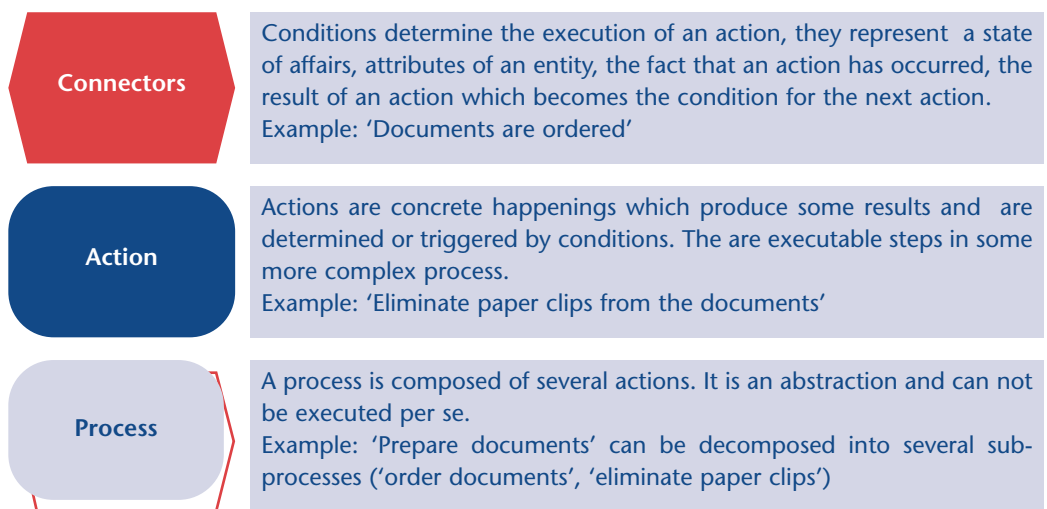 Connectors
Conditions determine the execution of an action, they represent a state
of affairs, attributes of an entity, the fact that an action has occurred, the
result of an action which becomes the condition for the next action.
Example: ‘Documents are ordered’
Action
Actions are concrete happenings which produce some results and are
determined or triggered by conditions. The are executable steps in some
more complex process.
Example: ‘Eliminate paper clips from the documents’
Process
A process is composed of several actions. It is an abstraction and can not
be executed per se.
Example: ‘Prepare documents’ can be decomposed into several sub-
processes (‘order documents’, ‘eliminate paper clips’)